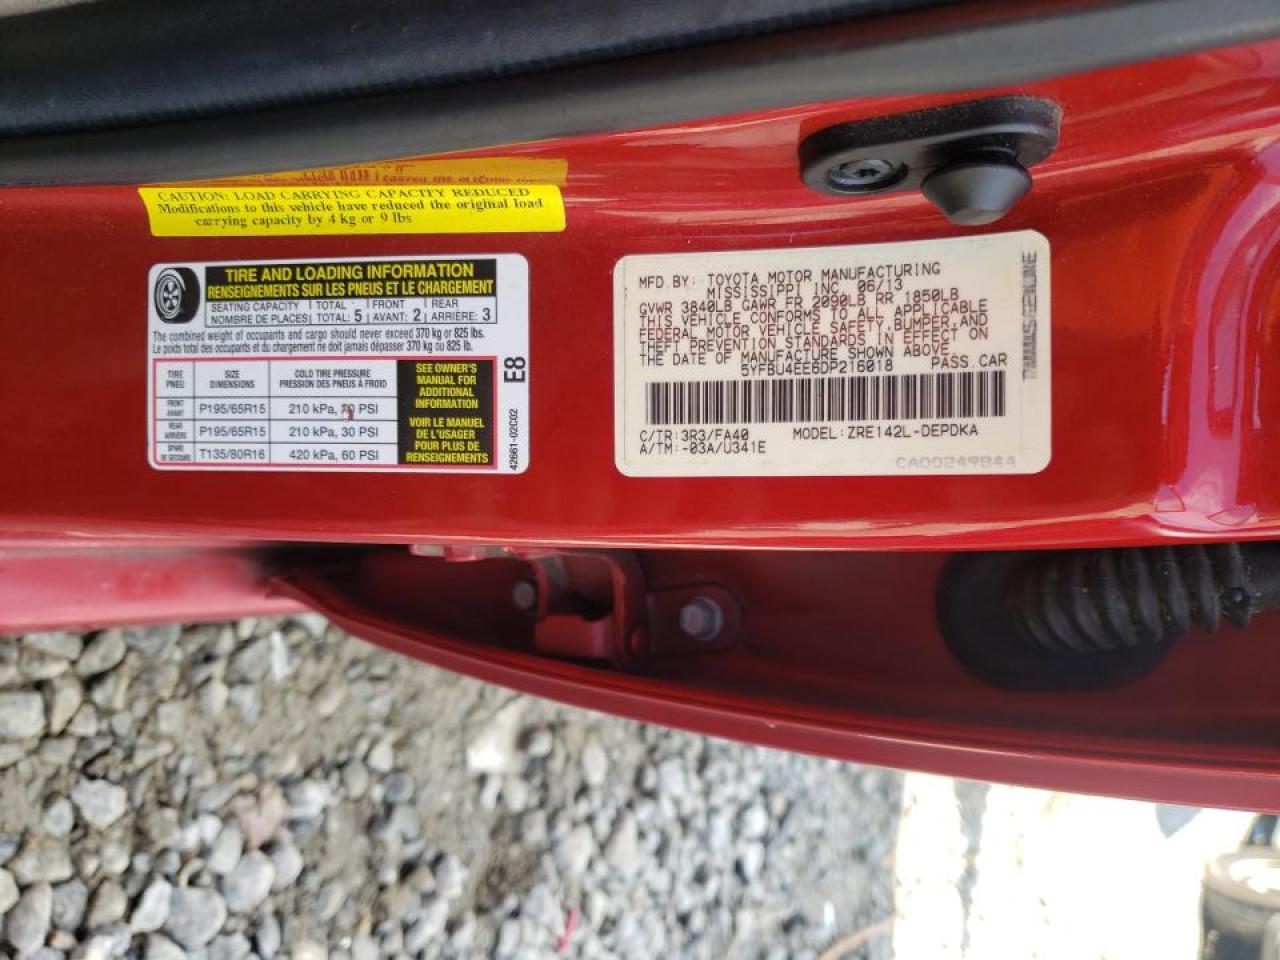 CAUTION: LOAD CARRYING CAPACITY REDUCED
Modifications to this vehicle have reduced the original load
carrying capacity by 4 kg or 9 lbs
TIRE AND LOADING INFORMATION
RENSEIGNEMENTS SUR LES PNEUS ET LE CHARGEMENT
SEATING CAPACITY TOTAL FRONT REAR
NOMBRE DE PLACES TOTAL: 5 AVANT: 2 ARRIÈRE: 3
The combined weight of occupants and cargo should never exceed 370 kg or 825 lbs.
Le poids total des occupants et du chargement ne doit jamais dépasser 370 kg ou 825 lb.
TIRE PNEU SIZE DIMENSIONS COLD TIRE PRESSURE PRESSION DES PNEUS À FROID
FRONT AVANT P195/65R15 210 kPa, PSI
REAR ARRIÈRE P195/65R15 210 kPa, 30 PSI
SPARE DE SECOURS T135/80R16 420 kPa, 60 PSI
SEE OWNER'S
MANUAL FOR
ADDITIONAL
INFORMATION
VOIR LE MANUEL
DE L'USAGER
POUR PLUS DE
RENSEIGNEMENTS
E8
42661-02C02
MFD.BY: TOYOTA MOTOR MANUFACTURING
MISSISSIPPI INC. 06/13
GVWR 3840LB GAWR FR 2090LB RR 1850LB
THIS VEHICLE CONFORMS TO ALL APPLICABLE
FEDERAL MOTOR VEHICLE SAFETY,BUMPER,AND
THEFT PREVENTION STANDARDS IN EFFECT ON
THE DATE OF MANUFACTURE SHOWN ABOVE.
5YFBU4EE6DP216018 PASS.CAR
C/TR:3R3/FA40 MODEL:ZRE142L-DEPDKA
A/TM:-03A/U341E
CA00249844